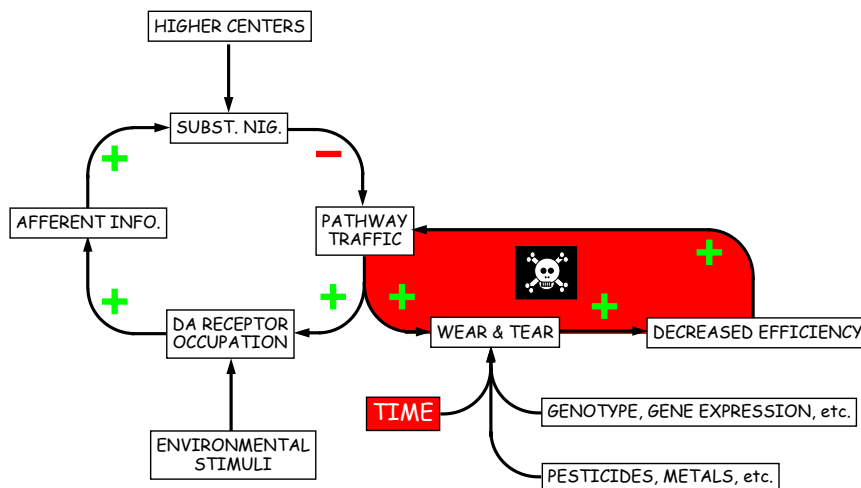 HIGHER CENTERS
SUBST. NIG.
+
−
AFFERENT INFO.
PATHWAY
TRAFFIC
+
+
+
+
+
DA RECEPTOR
OCCUPATION
WEAR & TEAR
DECREASED EFFICIENCY
TIME
GENOTYPE, GENE EXPRESSION, etc.
ENVIRONMENTAL
STIMULI
PESTICIDES, METALS, etc.